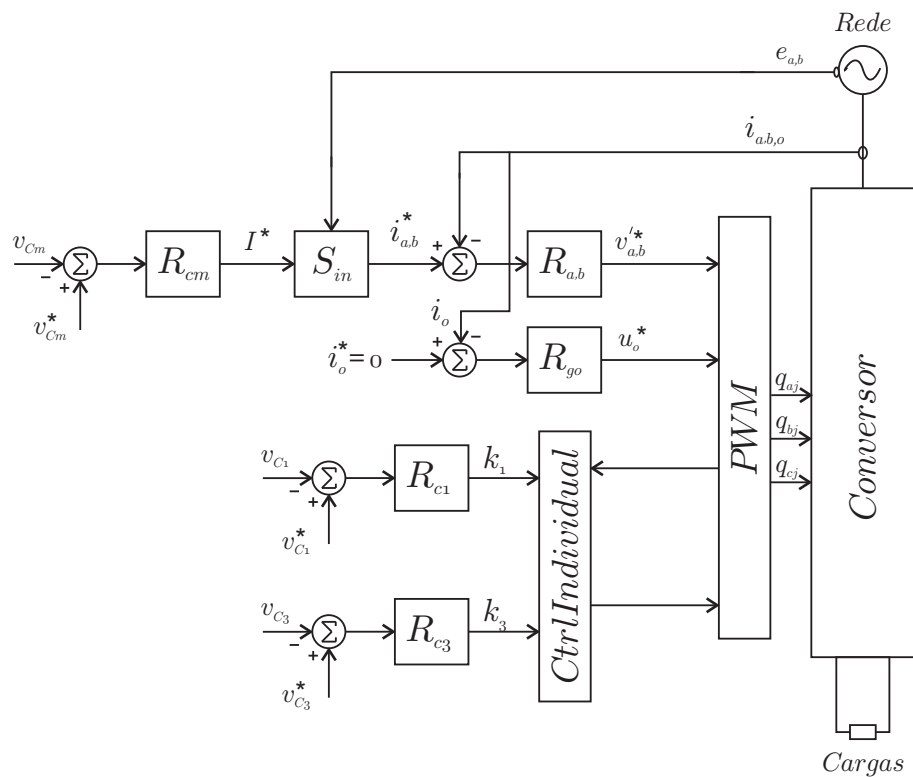 Rede
e_{a,b}
i_{a,b,o}
v_{Cm}
−
Σ
+
v*_{Cm}
R_{cm}
I*
S_{in}
i*_{a,b}
+
−
Σ
R_{a,b}
v'*_{a,b}
i_o
i*_o = o
+
−
Σ
R_{go}
u*_o
PWM
q_{aj}
q_{bj}
q_{cj}
Conversor
v_{C1}
−
Σ
+
v*_{C1}
R_{c1}
k_1
CtrlIndividual
v_{C3}
−
Σ
+
v*_{C3}
R_{c3}
k_3
Cargas